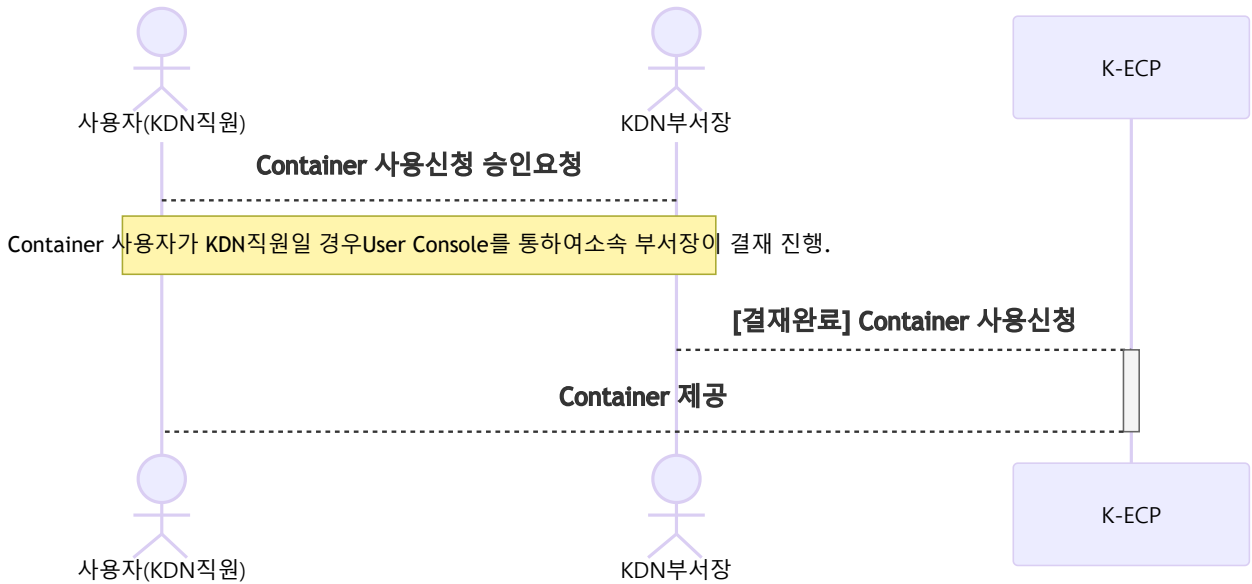 사용자(KDN직원)
KDN부서장
K-ECP
Container 사용신청 승인요청
Container 사용자가 KDN직원일 경우User Console를 통하여소속 부서장이 결재 진행.
[결재완료] Container 사용신청
Container 제공
사용자(KDN직원)
KDN부서장
K-ECP